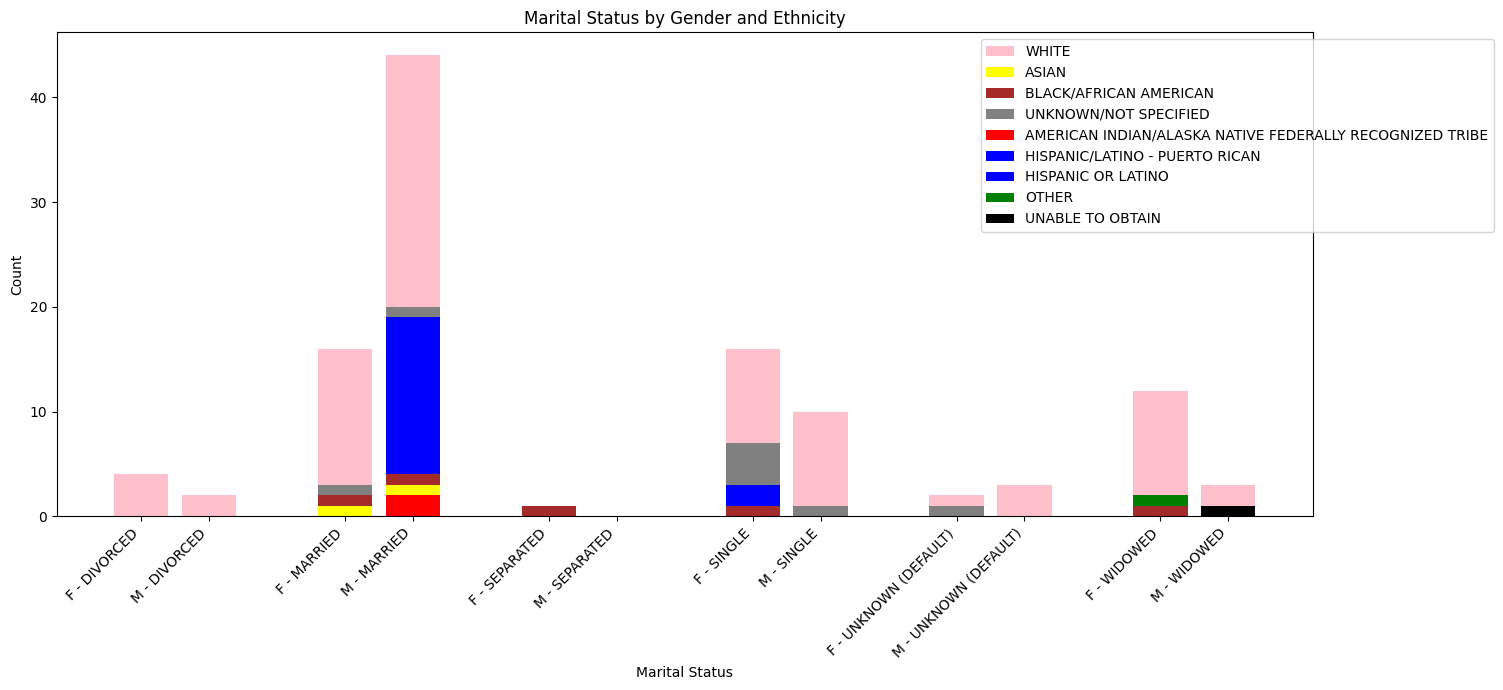 Marital Status by Gender and Ethnicity
WHITE
ASIAN
BLACK/AFRICAN AMERICAN
UNKNOWN/NOT SPECIFIED
AMERICAN INDIAN/ALASKA NATIVE FEDERALLY RECOGNIZED TRIBE
HISPANIC/LATINO - PUERTO RICAN
HISPANIC OR LATINO
OTHER
UNABLE TO OBTAIN
Count
40
30
20
10
0
F - DIVORCED
M - DIVORCED
F - MARRIED
M - MARRIED
F - SEPARATED
M - SEPARATED
F - SINGLE
M - SINGLE
F - UNKNOWN (DEFAULT)
M - UNKNOWN (DEFAULT)
F - WIDOWED
M - WIDOWED
Marital Status